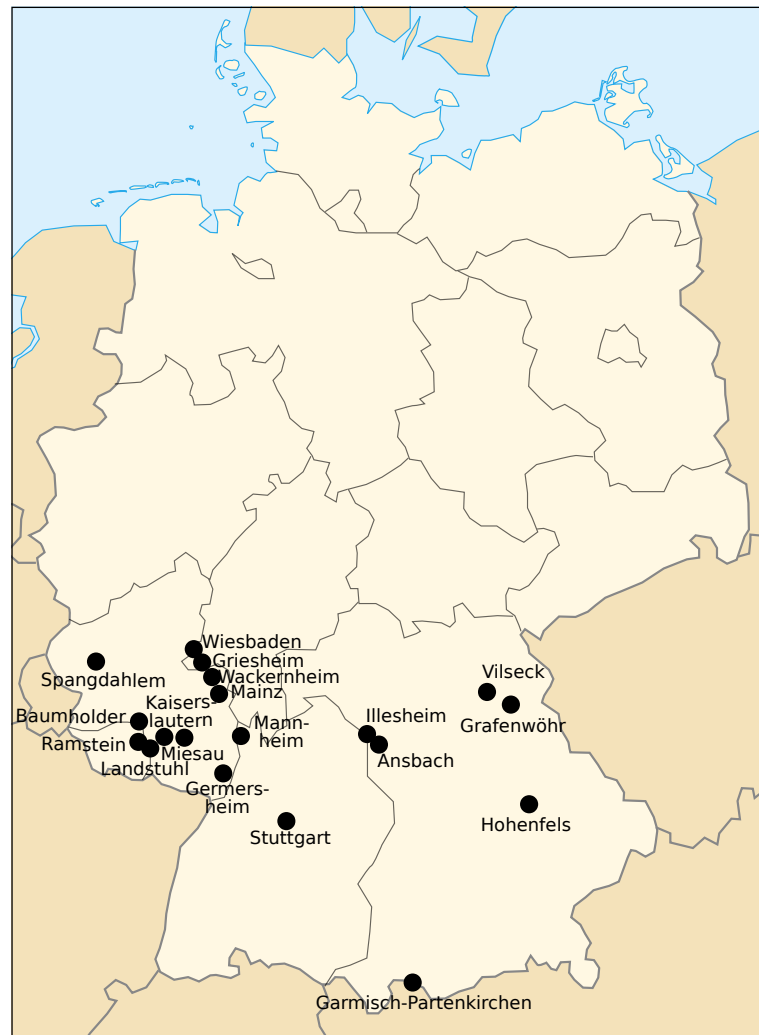 Wiesbaden
Griesheim
Spangdahlem
Wackernheim
Mainz
Vilseck
Grafenwöhr
Kaisers-
lautern
Baumholder
Mann-
heim
Illesheim
Ramstein
Miesau
Ansbach
Landstuhl
Germers-
heim
Hohenfels
Stuttgart
Garmisch-Partenkirchen